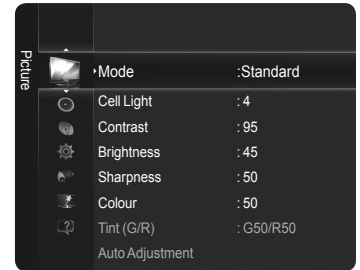 Picture
Mode :Standard
Cell Light : 4
Contrast : 95
Brightness : 45
Sharpness : 50
Colour : 50
Tint (G/R) : G50/R50
Auto Adjustment